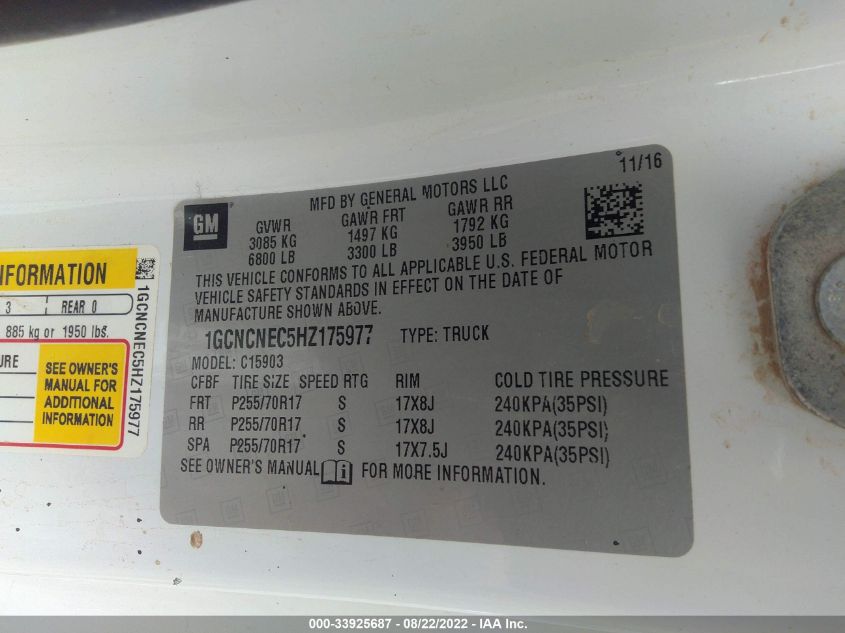 11/16
MFD BY GENERAL MOTORS LLC
GM
GVWR GAWR FRT GAWR RR
3085 KG 1497 KG 1792 KG
6800 LB 3300 LB 3950 LB
THIS VEHICLE CONFORMS TO ALL APPLICABLE U.S. FEDERAL MOTOR
VEHICLE SAFETY STANDARDS IN EFFECT ON THE DATE OF
MANUFACTURE SHOWN ABOVE.
1GCNCNEC5HZ175977 TYPE: TRUCK
MODEL: C15903
CFBF TIRE SIZE SPEED RTG RIM COLD TIRE PRESSURE
FRT P255/70R17 S 17X8J 240KPA(35PSI)
RR P255/70R17 S 17X8J 240KPA(35PSI)
SPA P255/70R17 S 17X7.5J 240KPA(35PSI)
SEE OWNER'S MANUAL FOR MORE INFORMATION.
INFORMATION
3 REAR 0
885 kg or 1950 lbs.
SEE OWNER'S
MANUAL FOR
ADDITIONAL
INFORMATION
1GCNCNEC5HZ175977
000-33925687 - 08/22/2022 - IAA Inc.